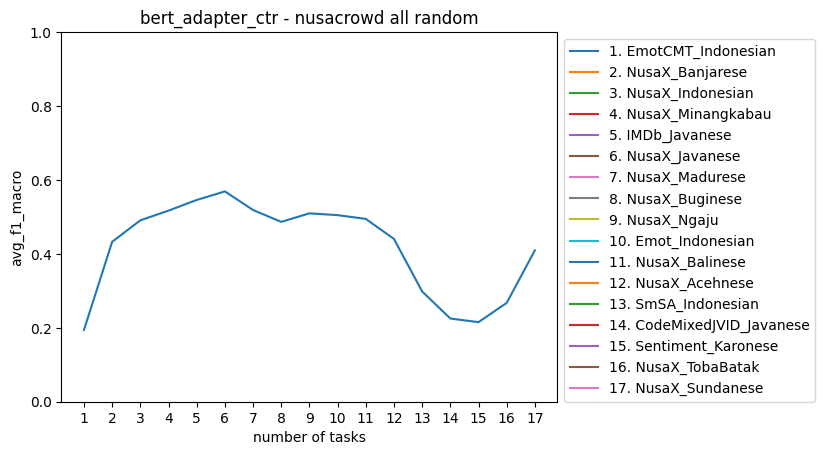 bert_adapter_ctr - nusacrowd all random
1.0
0.8
0.6
0.4
0.2
0.0
avg_f1_macro
1 2 3 4 5 6 7 8 9 10 11 12 13 14 15 16 17
number of tasks
1. EmotCMT_Indonesian
2. NusaX_Banjarese
3. NusaX_Indonesian
4. NusaX_Minangkabau
5. IMDb_Javanese
6. NusaX_Javanese
7. NusaX_Madurese
8. NusaX_Buginese
9. NusaX_Ngaju
10. Emot_Indonesian
11. NusaX_Balinese
12. NusaX_Acehnese
13. SmSA_Indonesian
14. CodeMixedJVID_Javanese
15. Sentiment_Karonese
16. NusaX_TobaBatak
17. NusaX_Sundanese